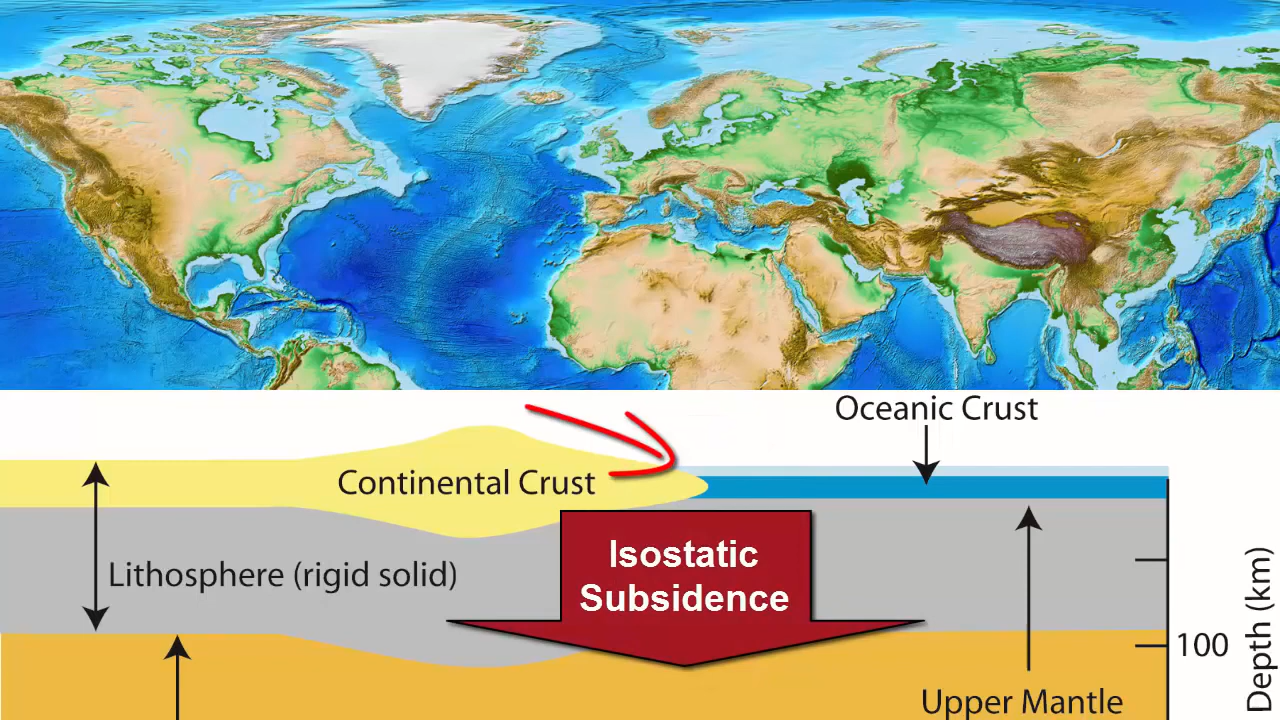 Oceanic Crust
Continental Crust
Isostatic
Subsidence
Lithosphere (rigid solid)
100
Depth (km)
Upper Mantle